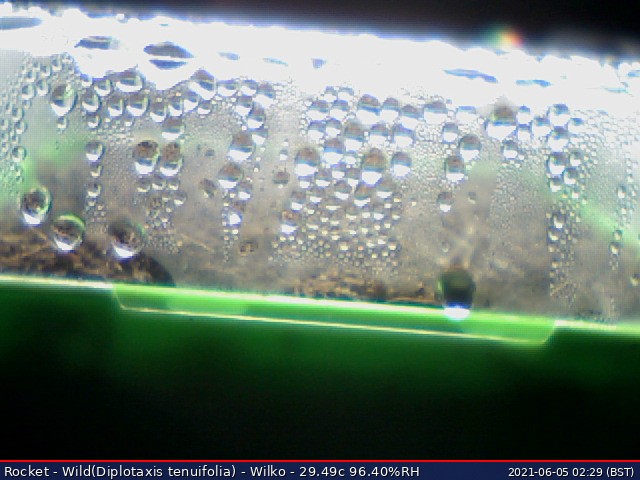 Rocket - Wild(Diplotaxis tenuifolia) - Wilko - 29.49c 96.40%RH
2021-06-05 02:29 (BST)